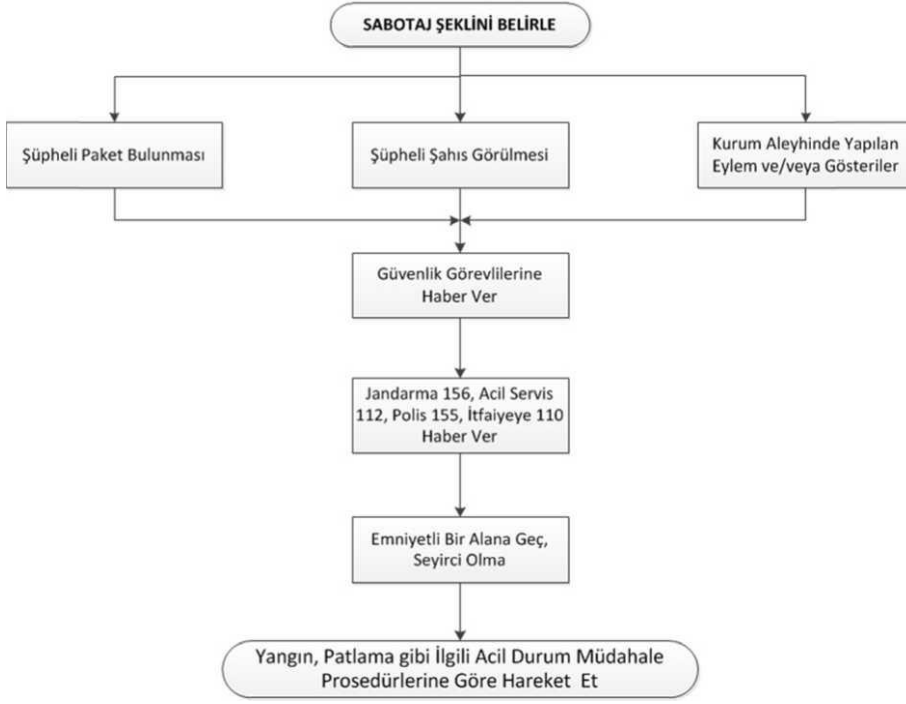 SABOTAJ ŞEKLİNİ BELİRLE
Şüpheli Paket Bulunması
Şüpheli Şahıs Görülmesi
Kurum Aleyhinde Yapılan
Eylem ve/veya Gösteriler
Güvenlik Görevlilerine
Haber Ver
Jandarma 156, Acil Servis
112, Polis 155, İtfaiyeye 110
Haber Ver
Emniyetli Bir Alana Geç,
Seyirci Olma
Yangın, Patlama gibi İlgili Acil Durum Müdahale
Prosedürlerine Göre Hareket Et